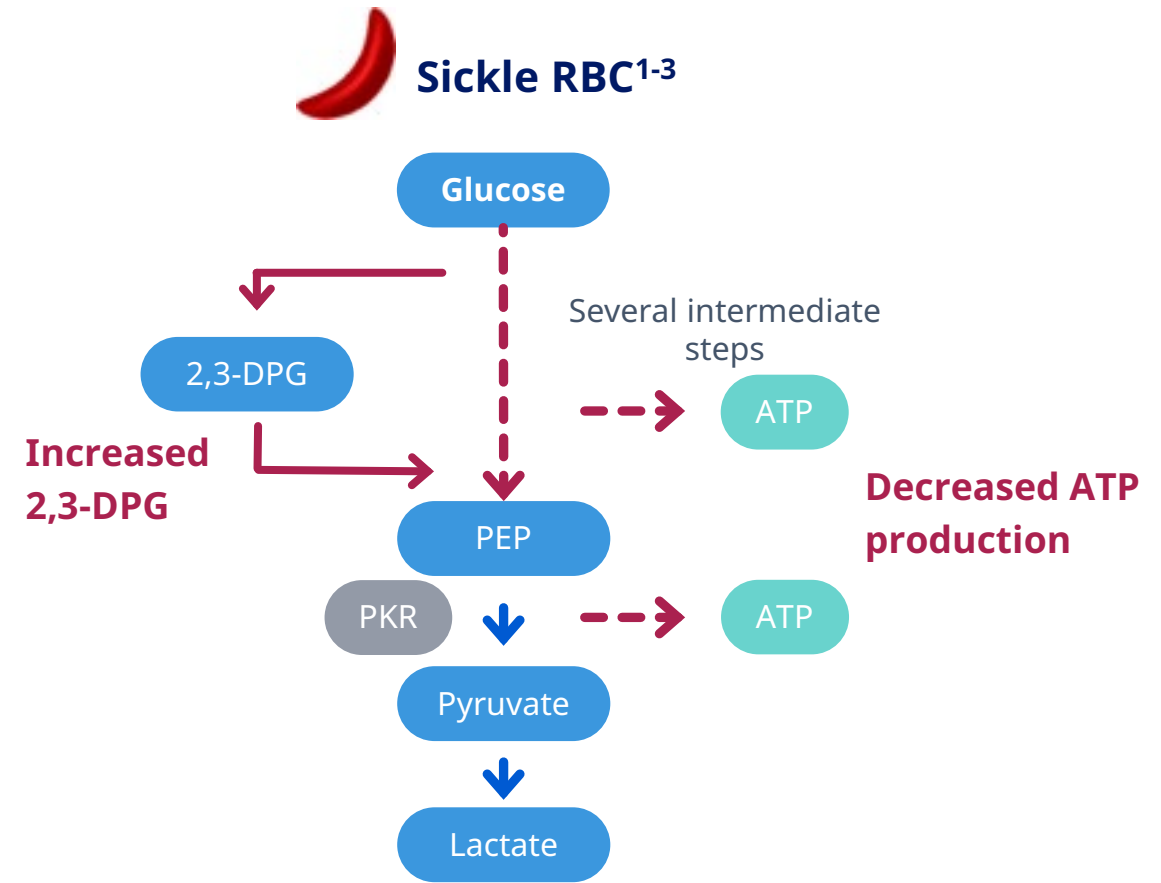 Sickle RBC1-3
Glucose
Several intermediate
steps
2,3-DPG
ATP
Increased
2,3-DPG
Decreased ATP
production
PEP
PKR
ATP
Pyruvate
Lactate